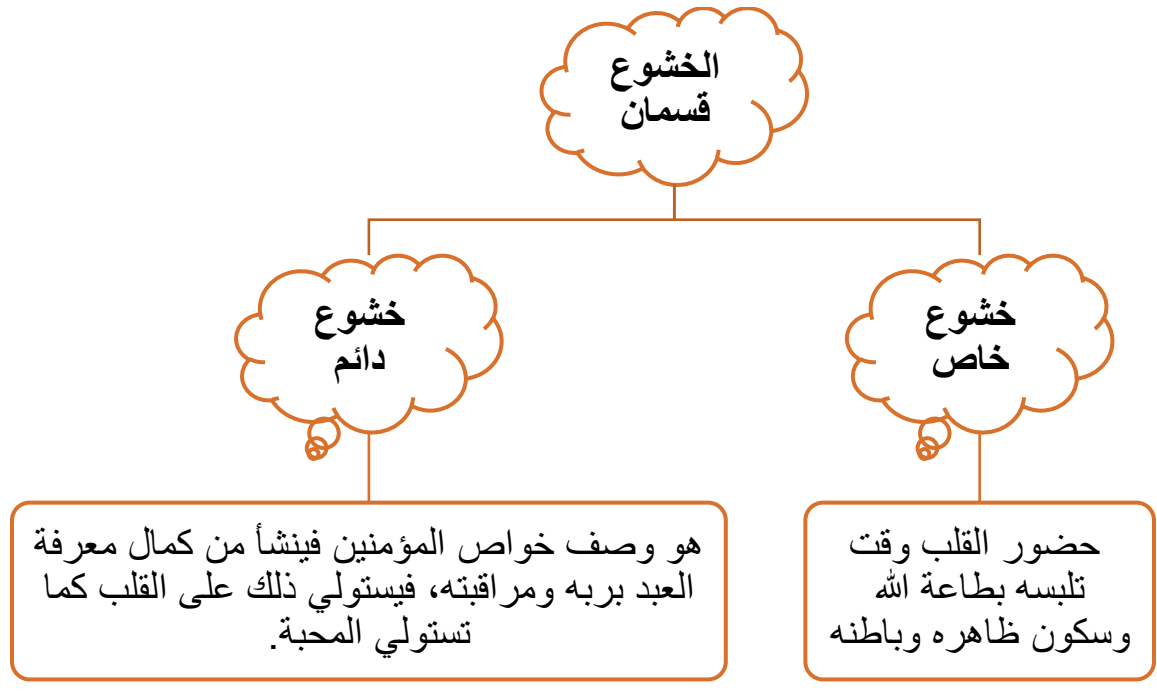 الخشوع
قسمان
خشوع
خاص
حضور القلب وقت
تلبسه بطاعة الله
وسكون ظاهره وباطنه
خشوع
دائم
هو وصف خواص المؤمنين فينشأ من كمال معرفة
العبد بربه ومراقبته، فيستولي ذلك على القلب كما
تستولي المحبة.